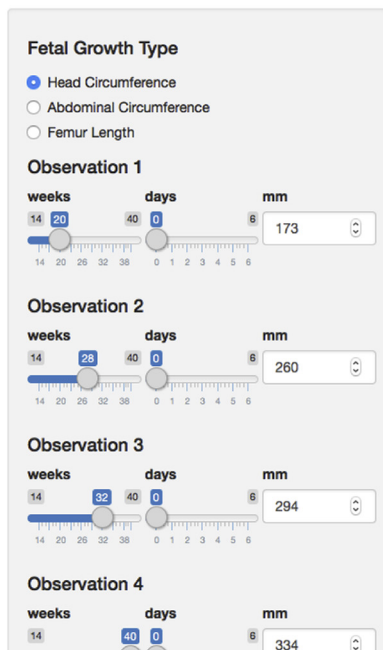 Fetal Growth Type
Head Circumference
Abdominal Circumference
Femur Length
Observation 1
weeks days mm
14 20 40 0 6 173
14 20 26 32 38 0 1 2 3 4 5 6
Observation 2
weeks days mm
14 28 40 0 6 260
14 20 26 32 38 0 1 2 3 4 5 6
Observation 3
weeks days mm
14 32 40 0 6 294
14 20 26 32 38 0 1 2 3 4 5 6
Observation 4
weeks days mm
14 40 0 6 334